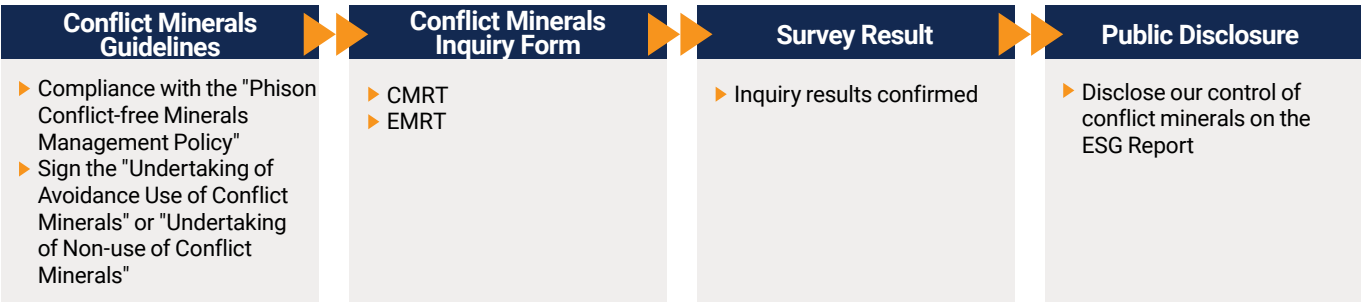 Conflict Minerals
Guidelines
Compliance with the "Phison
Conflict-free Minerals
Management Policy"
Sign the "Undertaking of
Avoidance Use of Conflict
Minerals" or "Undertaking
of Non-use of Conflict
Minerals"
Conflict Minerals
Inquiry Form
CMRT
EMRT
Survey Result
Inquiry results confirmed
Public Disclosure
Disclose our control of
conflict minerals on the
ESG Report